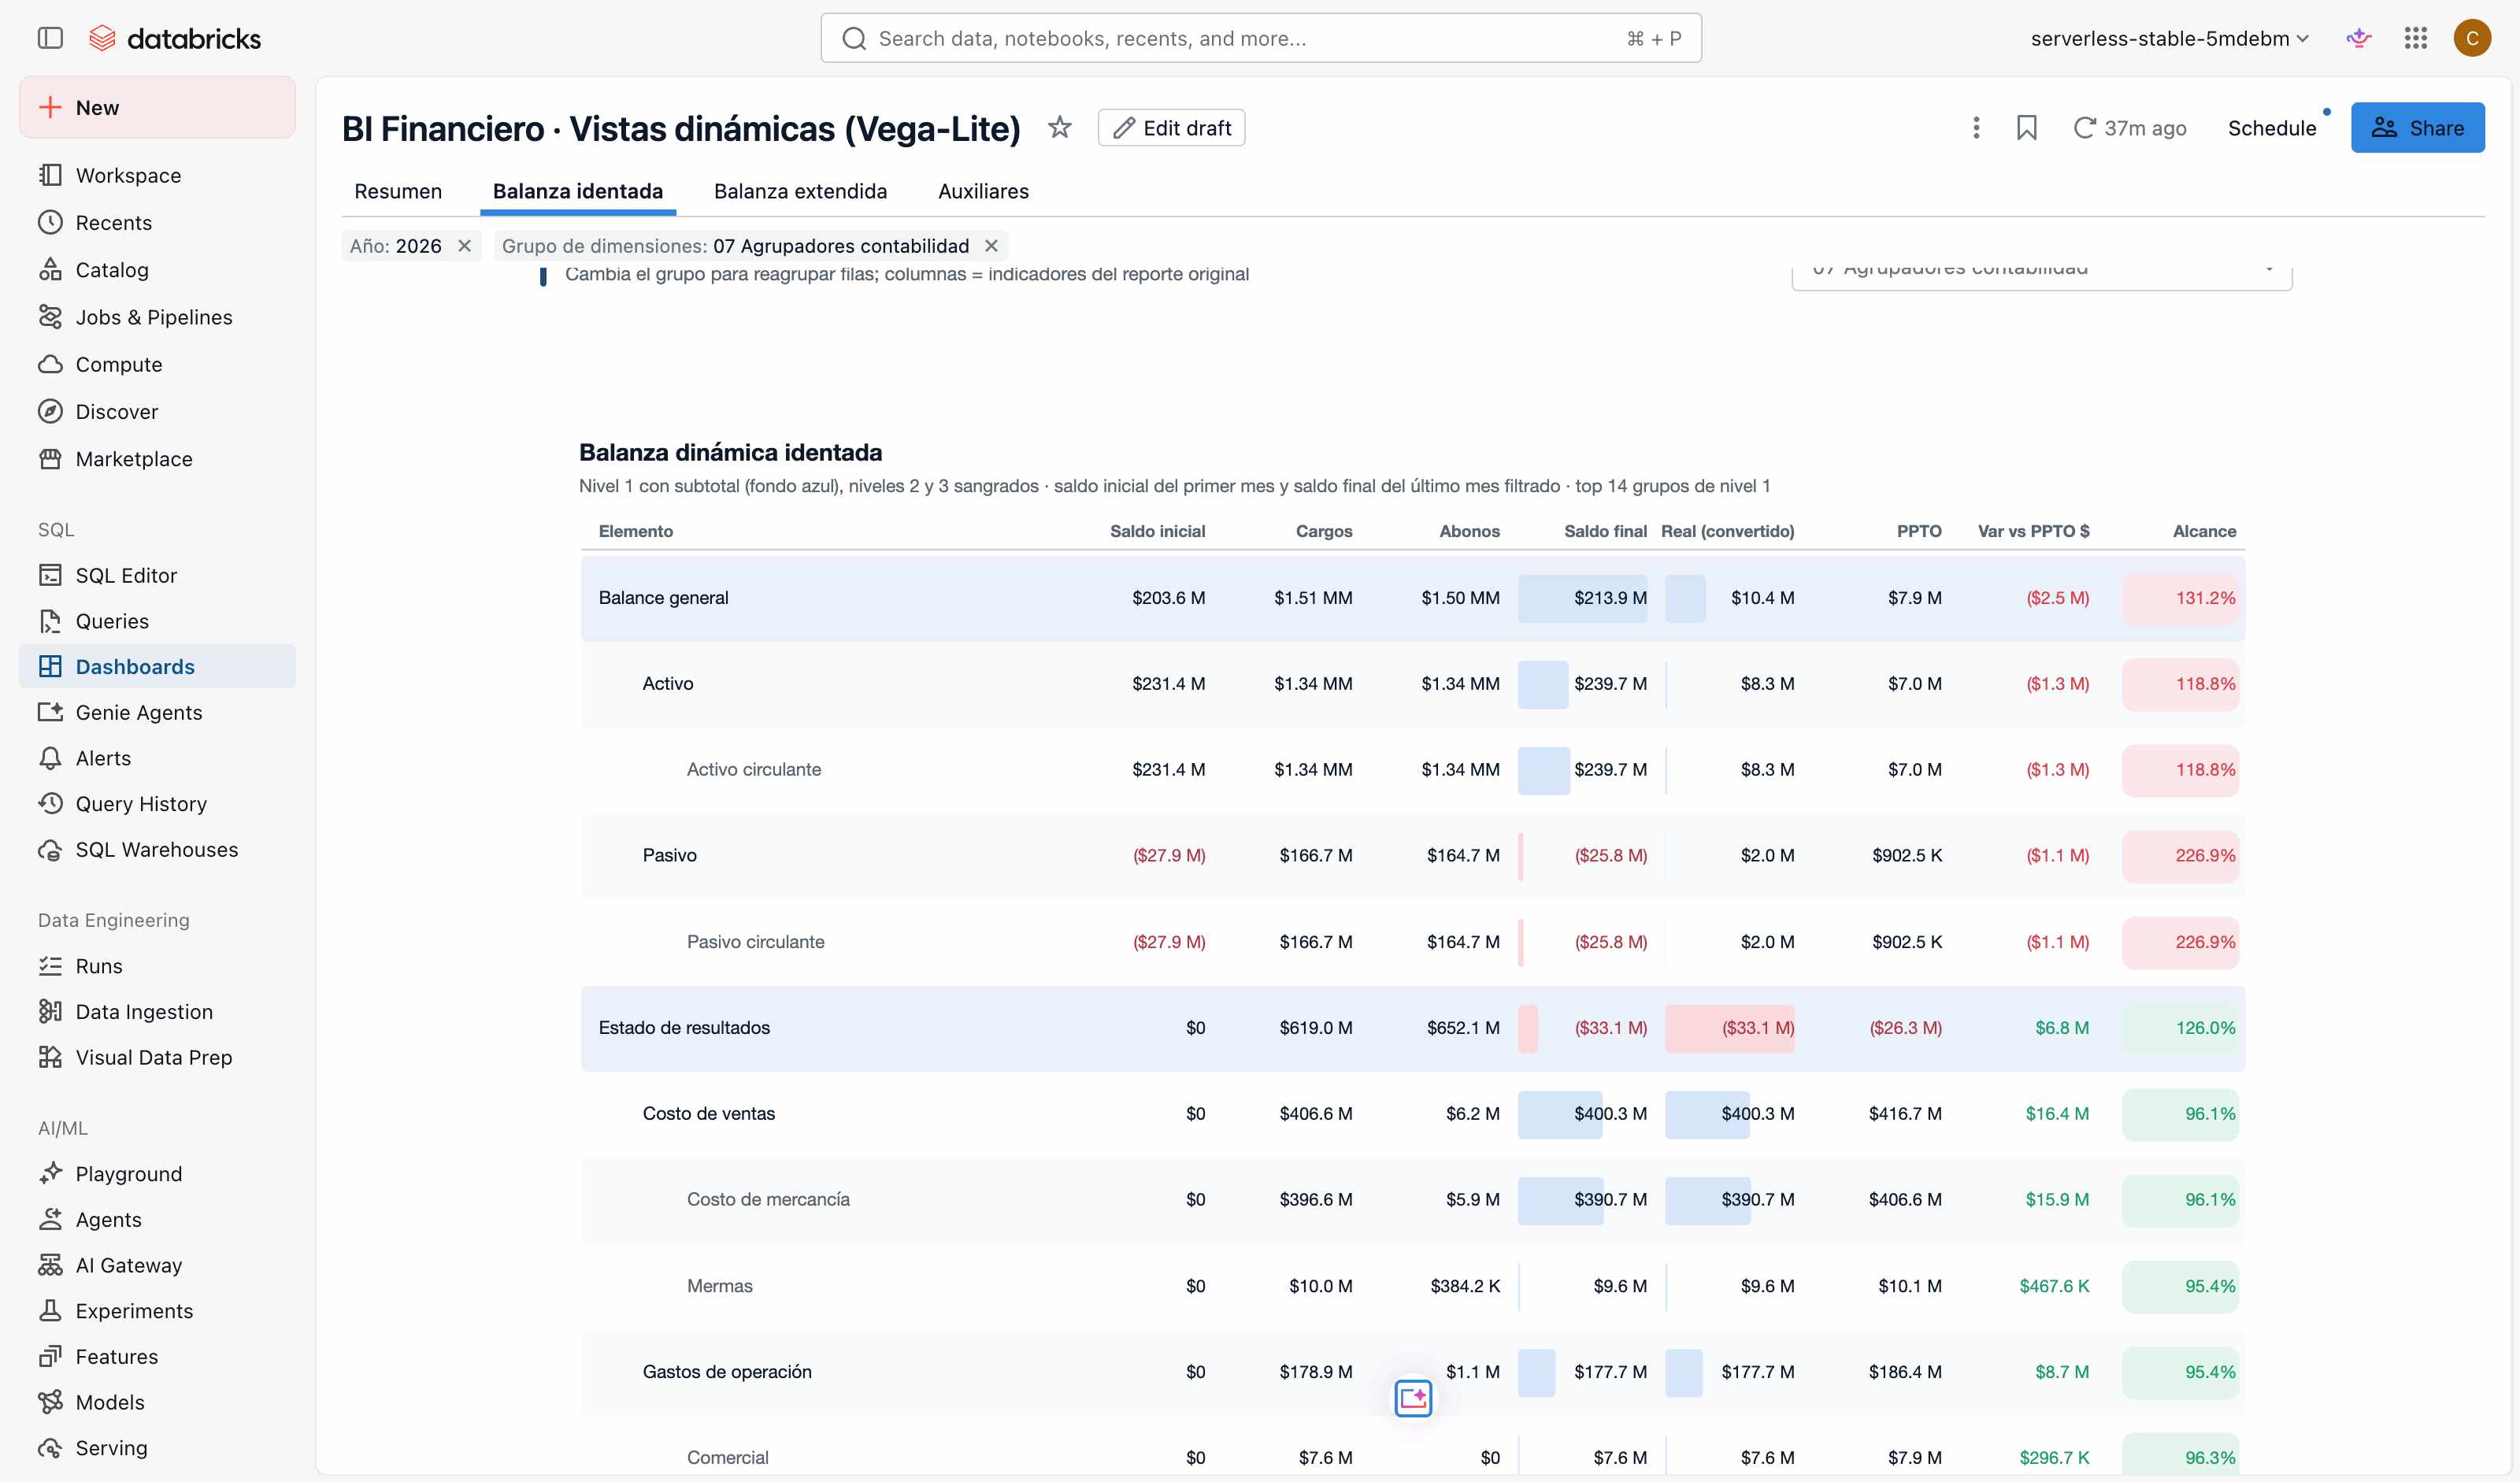 databricks
Search data, notebooks, recents, and more...
⌘ + P
serverless-stable-5mdebm
C
New
Workspace
Recents
Catalog
Jobs & Pipelines
Compute
Discover
Marketplace
SQL
SQL Editor
Queries
Dashboards
Genie Agents
Alerts
Query History
SQL Warehouses
Data Engineering
Runs
Data Ingestion
Visual Data Prep
AI/ML
Playground
Agents
AI Gateway
Experiments
Features
Models
Serving
BI Financiero · Vistas dinámicas (Vega-Lite)
Edit draft
37m ago
Schedule
Share
Resumen Balanza identada Balanza extendida Auxiliares
Año: 2026 Grupo de dimensiones: 07 Agrupadores contabilidad
Cambia el grupo para reagrupar filas; columnas = indicadores del reporte original
07 Agrupadores contabilidad
Balanza dinámica identada
Nivel 1 con subtotal (fondo azul), niveles 2 y 3 sangrados · saldo inicial del primer mes y saldo final del último mes filtrado · top 14 grupos de nivel 1
Elemento Saldo inicial Cargos Abonos Saldo final Real (convertido) PPTO Var vs PPTO $ Alcance
Balance general $203.6 M $1.51 MM $1.50 MM $213.9 M $10.4 M $7.9 M ($2.5 M) 131.2%
Activo $231.4 M $1.34 MM $1.34 MM $239.7 M $8.3 M $7.0 M ($1.3 M) 118.8%
Activo circulante $231.4 M $1.34 MM $1.34 MM $239.7 M $8.3 M $7.0 M ($1.3 M) 118.8%
Pasivo ($27.9 M) $166.7 M $164.7 M ($25.8 M) $2.0 M $902.5 K ($1.1 M) 226.9%
Pasivo circulante ($27.9 M) $166.7 M $164.7 M ($25.8 M) $2.0 M $902.5 K ($1.1 M) 226.9%
Estado de resultados $0 $619.0 M $652.1 M ($33.1 M) ($33.1 M) ($26.3 M) $6.8 M 126.0%
Costo de ventas $0 $406.6 M $6.2 M $400.3 M $400.3 M $416.7 M $16.4 M 96.1%
Costo de mercancía $0 $396.6 M $5.9 M $390.7 M $390.7 M $406.6 M $15.9 M 96.1%
Mermas $0 $10.0 M $384.2 K $9.6 M $9.6 M $10.1 M $467.6 K 95.4%
Gastos de operación $0 $178.9 M $1.1 M $177.7 M $177.7 M $186.4 M $8.7 M 95.4%
Comercial $0 $7.6 M $0 $7.6 M $7.6 M $7.9 M $296.7 K 96.3%